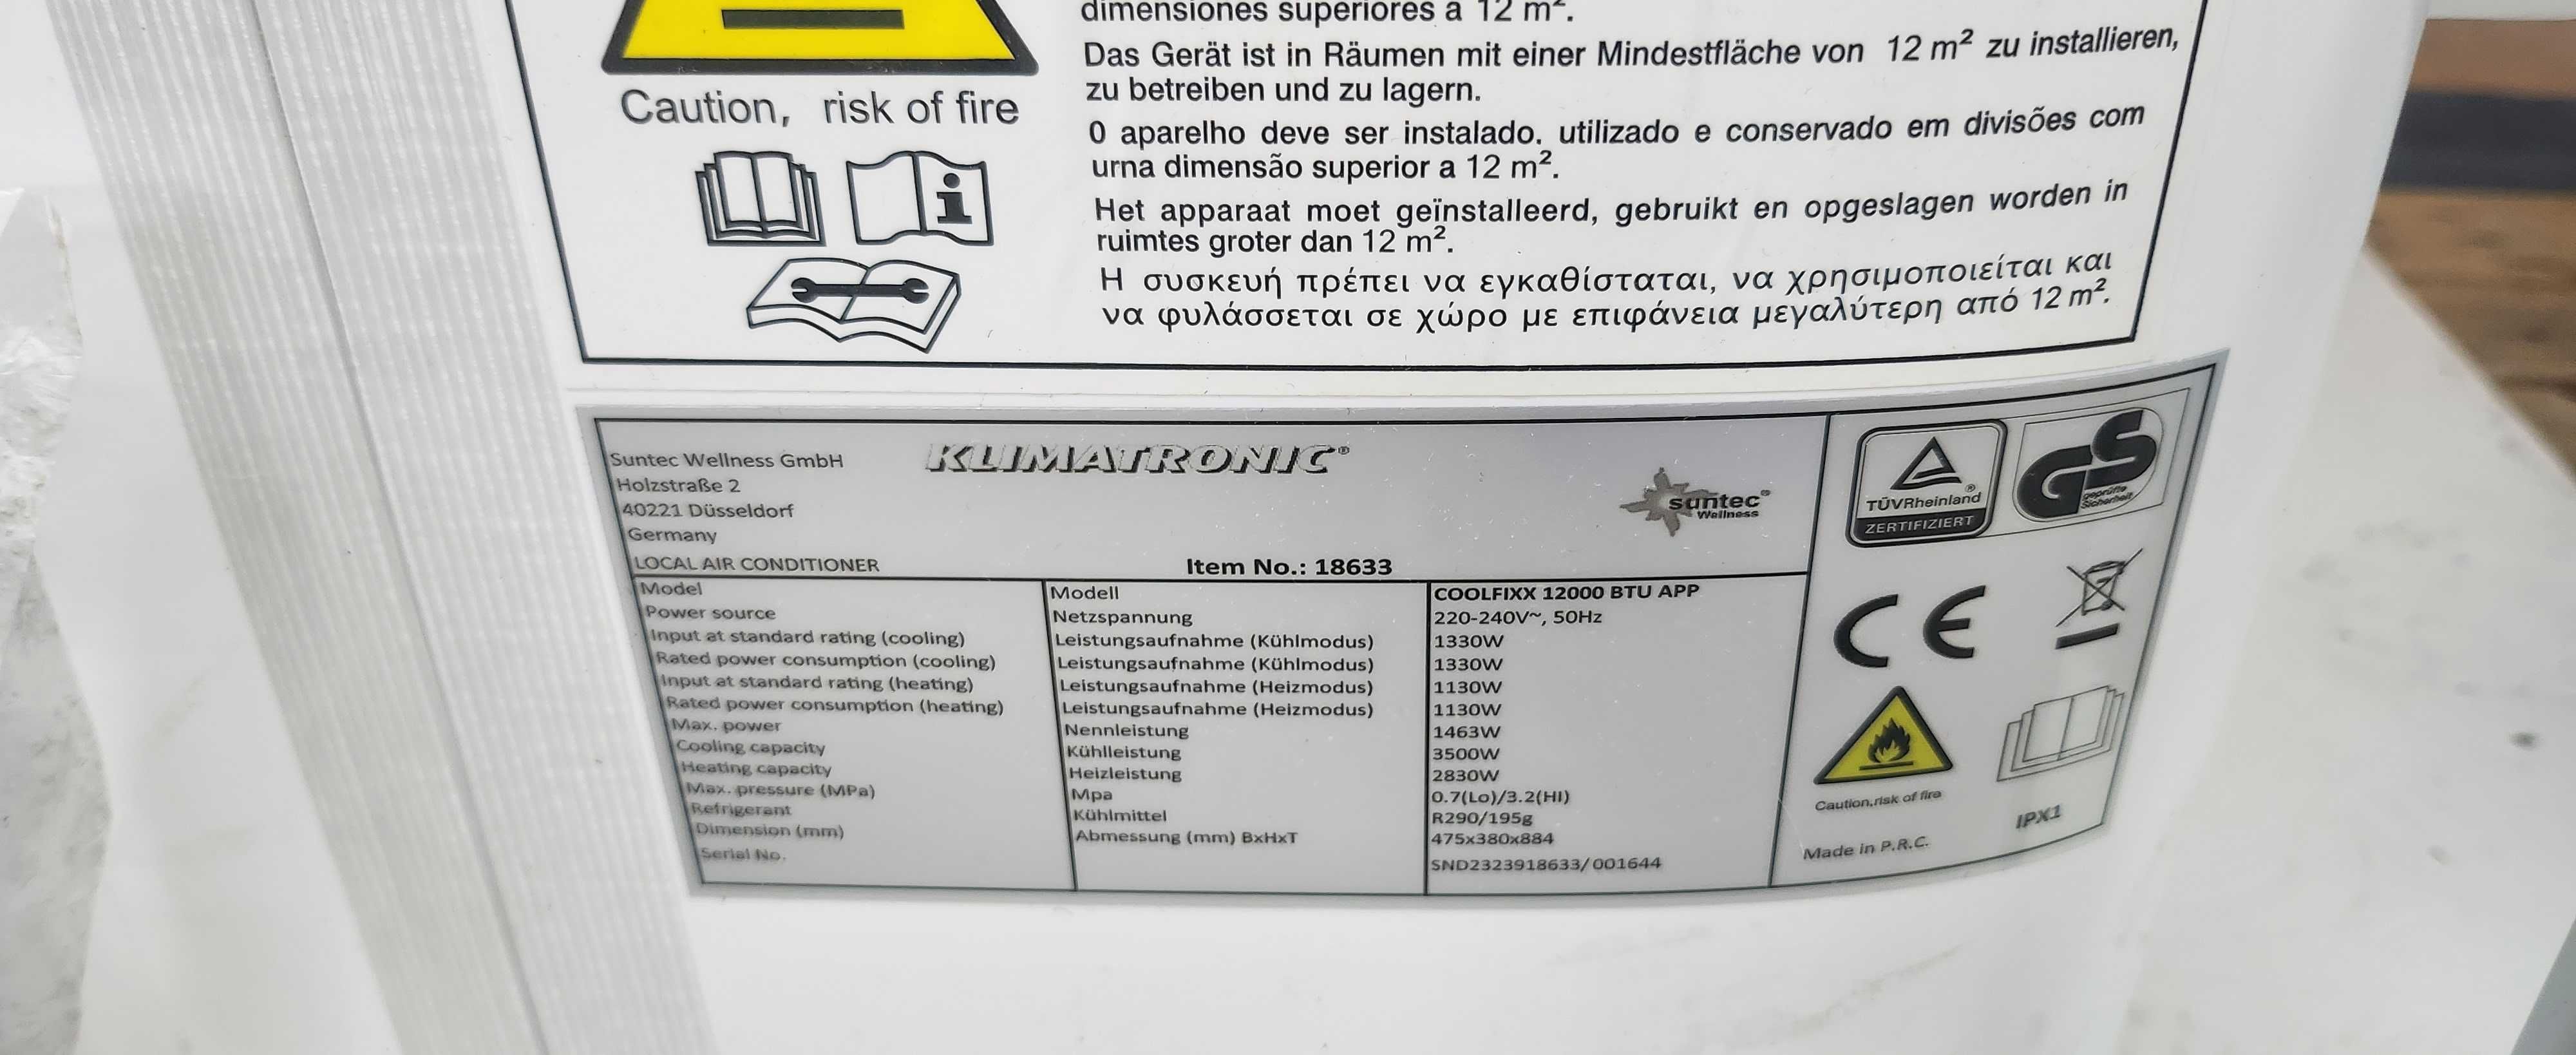 dimensiones superiores a 12 m².
Das Gerät ist in Räumen mit einer Mindestfläche von 12 m² zu installieren,
zu betreiben und zu lagern.
0 aparelho deve ser instalado, utilizado e conservado em divisões com
urna dimensão superior a 12 m².
Het apparaat moet geïnstalleerd, gebruikt en opgeslagen worden in
ruimtes groter dan 12 m².
Η συσκευή πρέπει να εγκαθίσταται, να χρησιμοποιείται και
να φυλάσσεται σε χώρο με επιφάνεια μεγαλύτερη από 12 m².
Caution, risk of fire
i
KLIMATRONIC®
Suntec Wellness GmbH
Holzstraße 2
40221 Düsseldorf
Germany
suntec®
Wellness
LOCAL AIR CONDITIONER Item No.: 18633
Model Modell COOLFIXX 12000 BTU APP
Power source Netzspannung 220-240V~, 50Hz
Input at standard rating (cooling) Leistungsaufnahme (Kühlmodus) 1330W
Rated power consumption (cooling) Leistungsaufnahme (Kühlmodus) 1330W
Input at standard rating (heating) Leistungsaufnahme (Heizmodus) 1130W
Rated power consumption (heating) Leistungsaufnahme (Heizmodus) 1130W
Max. power Nennleistung 1463W
Cooling capacity Kühlleistung 3500W
Heating capacity Heizleistung 2830W
Max. pressure (MPa) Mpa 0.7(Lo)/3.2(HI)
Refrigerant Kühlmittel R290/195g
Dimension (mm) Abmessung (mm) BxHxT 475x380x884
Serial No. SND2323918633/001644
TÜVRheinland®
ZERTIFIZIERT
GS
geprüfte
Sicherheit
CE
Caution,risk of fire
IPX1
Made in P.R.C.